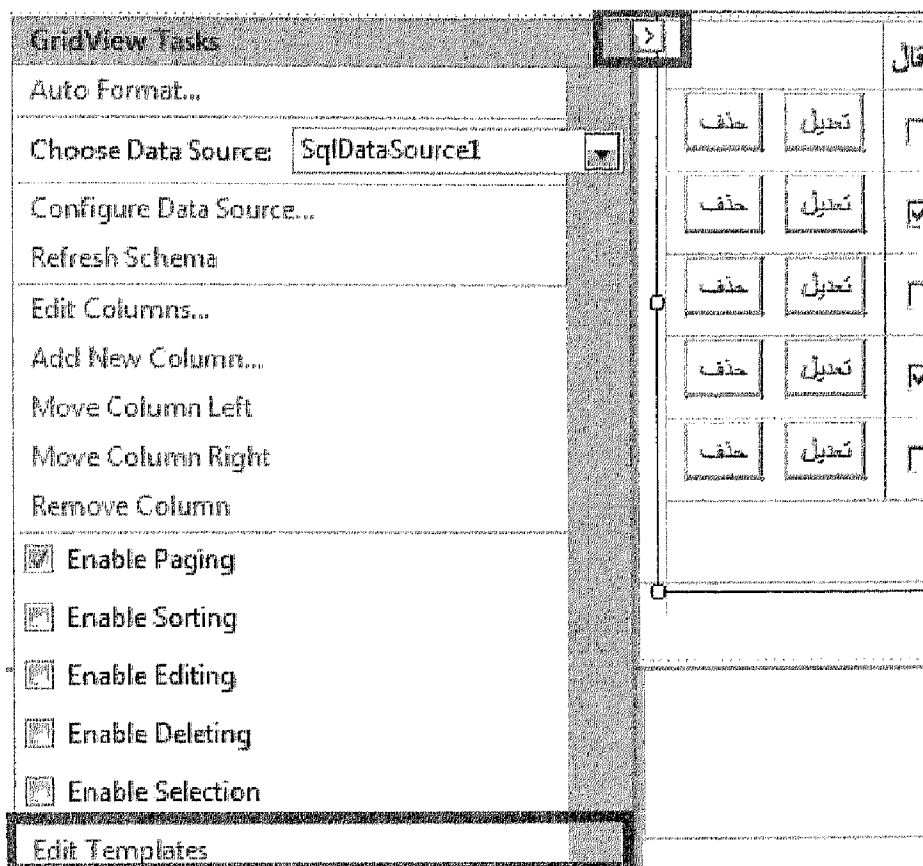 GridView Tasks
Auto Format...
Choose Data Source: SqlDataSource1
Configure Data Source...
Refresh Schema
Edit Columns...
Add New Column...
Move Column Left
Move Column Right
Remove Column
Enable Paging
Enable Sorting
Enable Editing
Enable Deleting
Enable Selection
Edit Templates
تعديل حذف
تعديل حذف
تعديل حذف
تعديل حذف
تعديل حذف